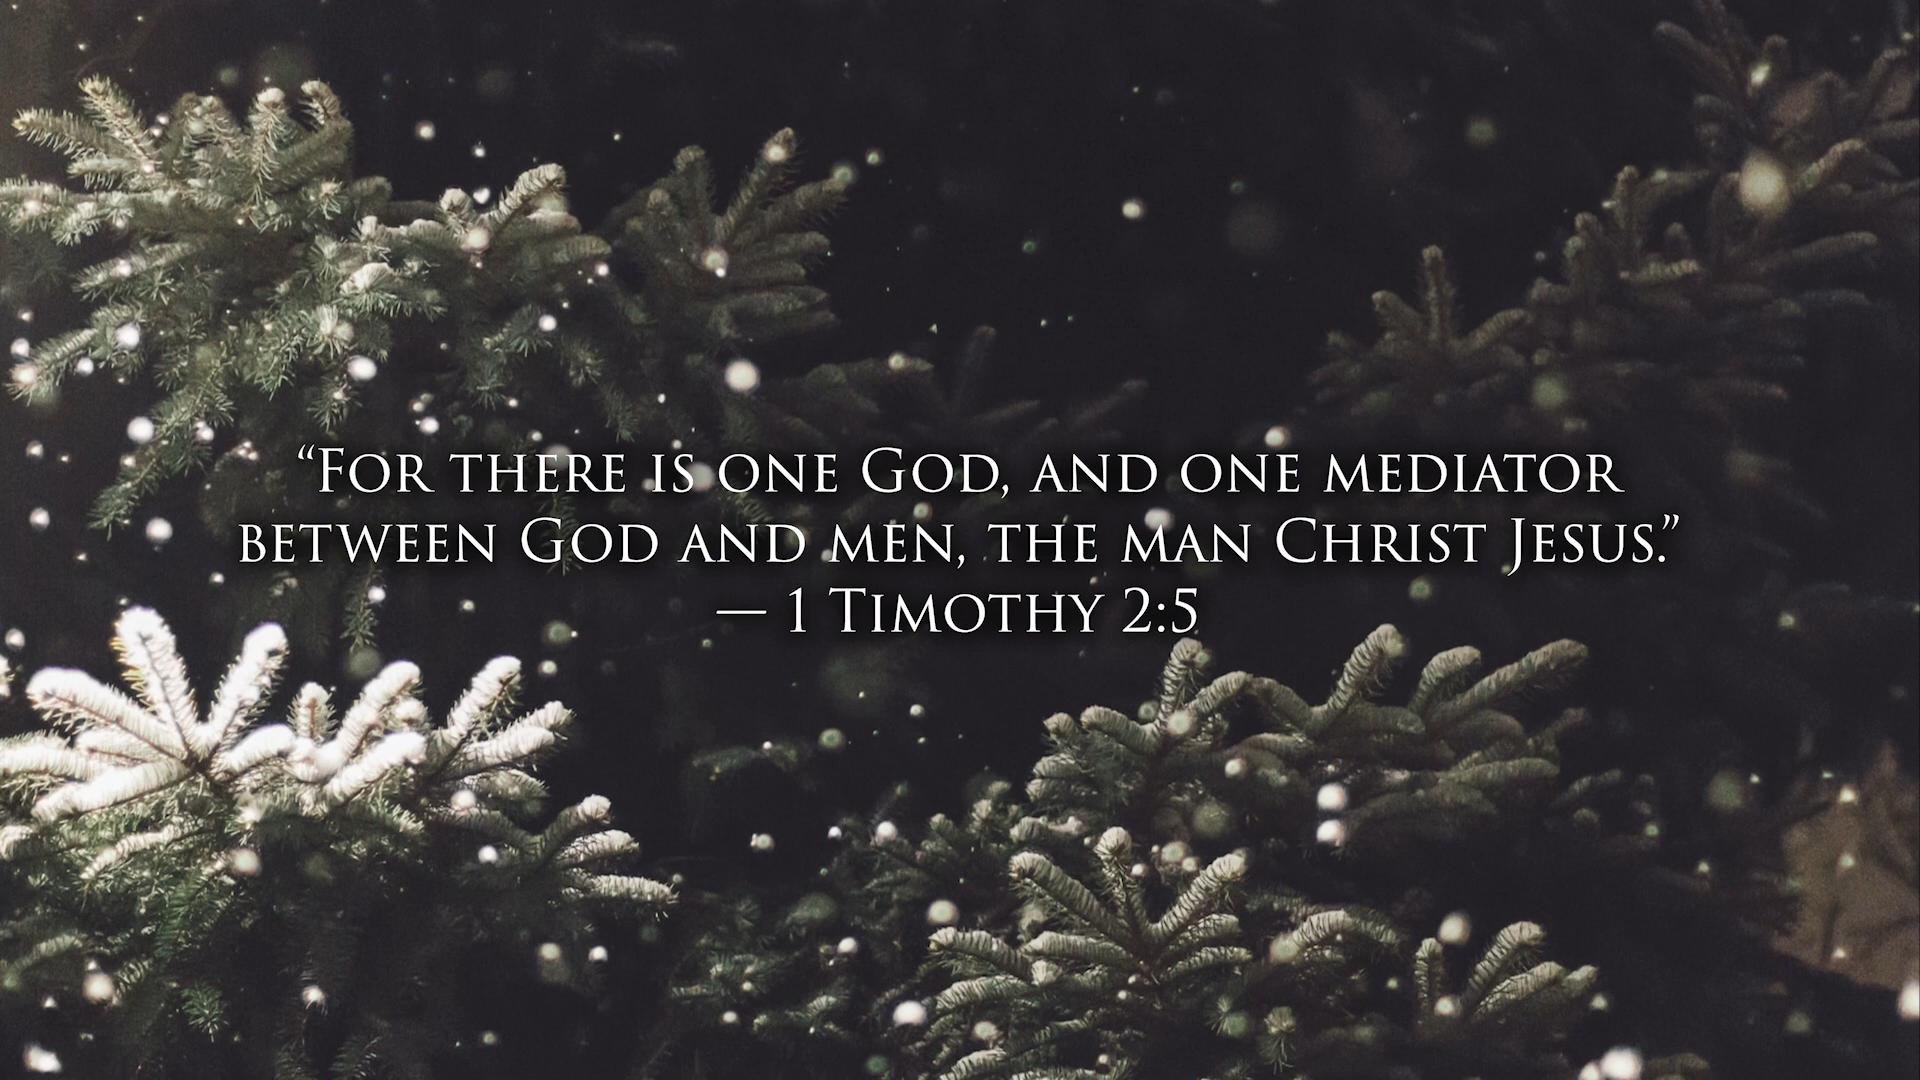 “For there is one God, and one mediator
between God and men, the man Christ Jesus.”
— 1 Timothy 2:5